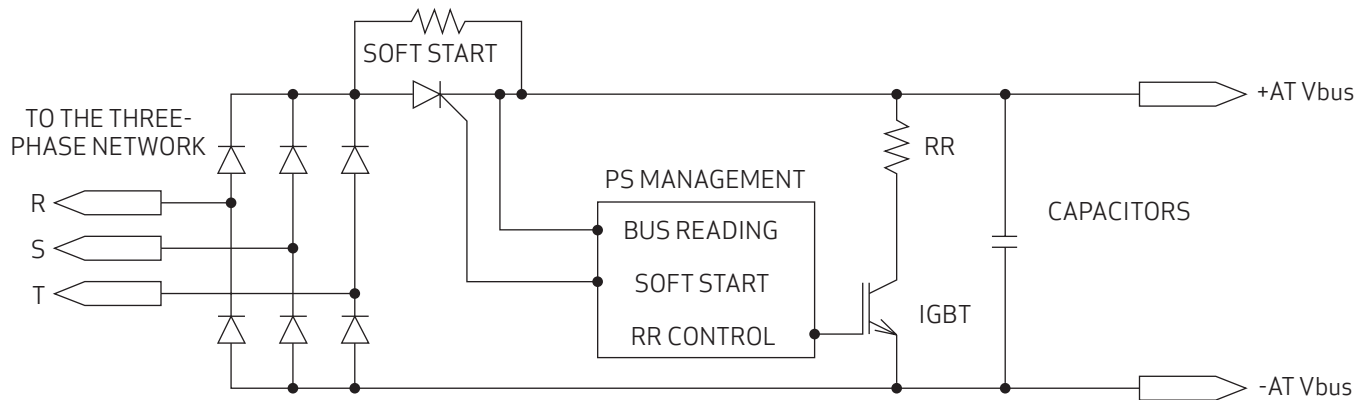 SOFT START
+AT Vbus
TO THE THREE-
PHASE NETWORK
RR
PS MANAGEMENT
R
CAPACITORS
BUS READING
S
SOFT START
T
IGBT
RR CONTROL
-AT Vbus